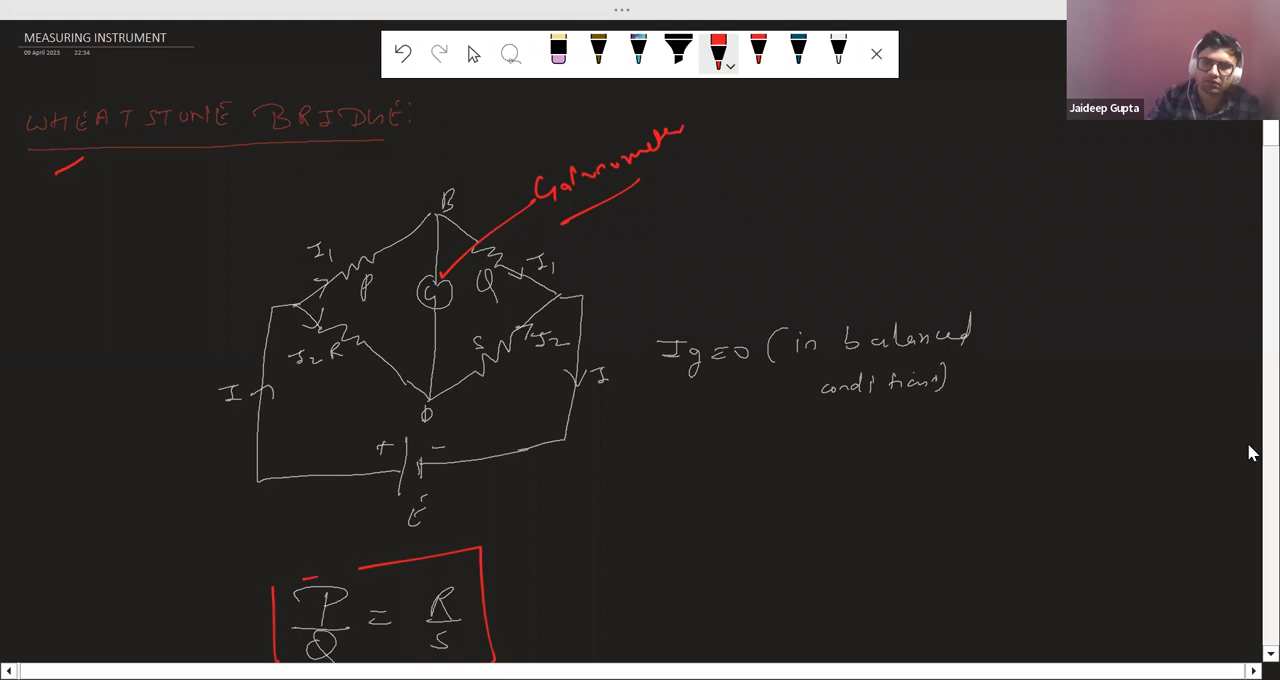 MEASURING INSTRUMENT
09 April 2023 22:34
Jaideep Gupta
WHEATSTONE BRIDGE:
Galvanometer
B
I1
P
G
Q
I1
I2 R
S
I2
I
I
D
+ -
E
Ig=0 (in balanced
conditions)
P/Q = R/S